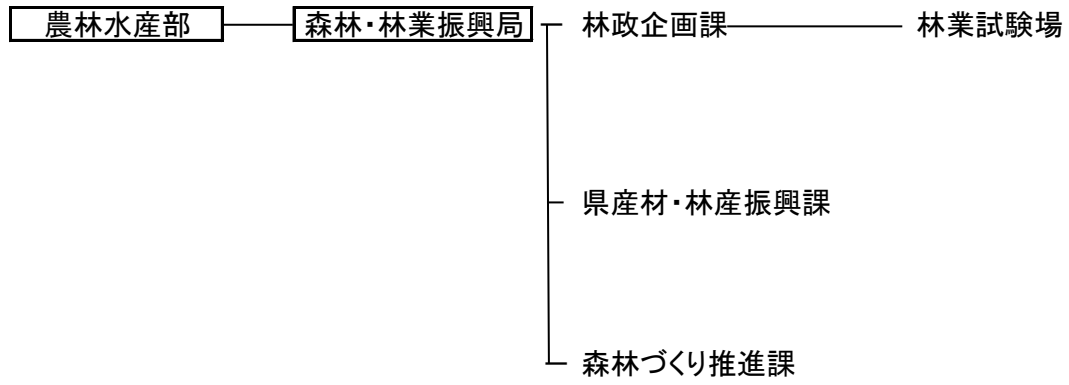 農林水産部 森林・林業振興局 林政企画課 林業試験場
県産材・林産振興課
森林づくり推進課